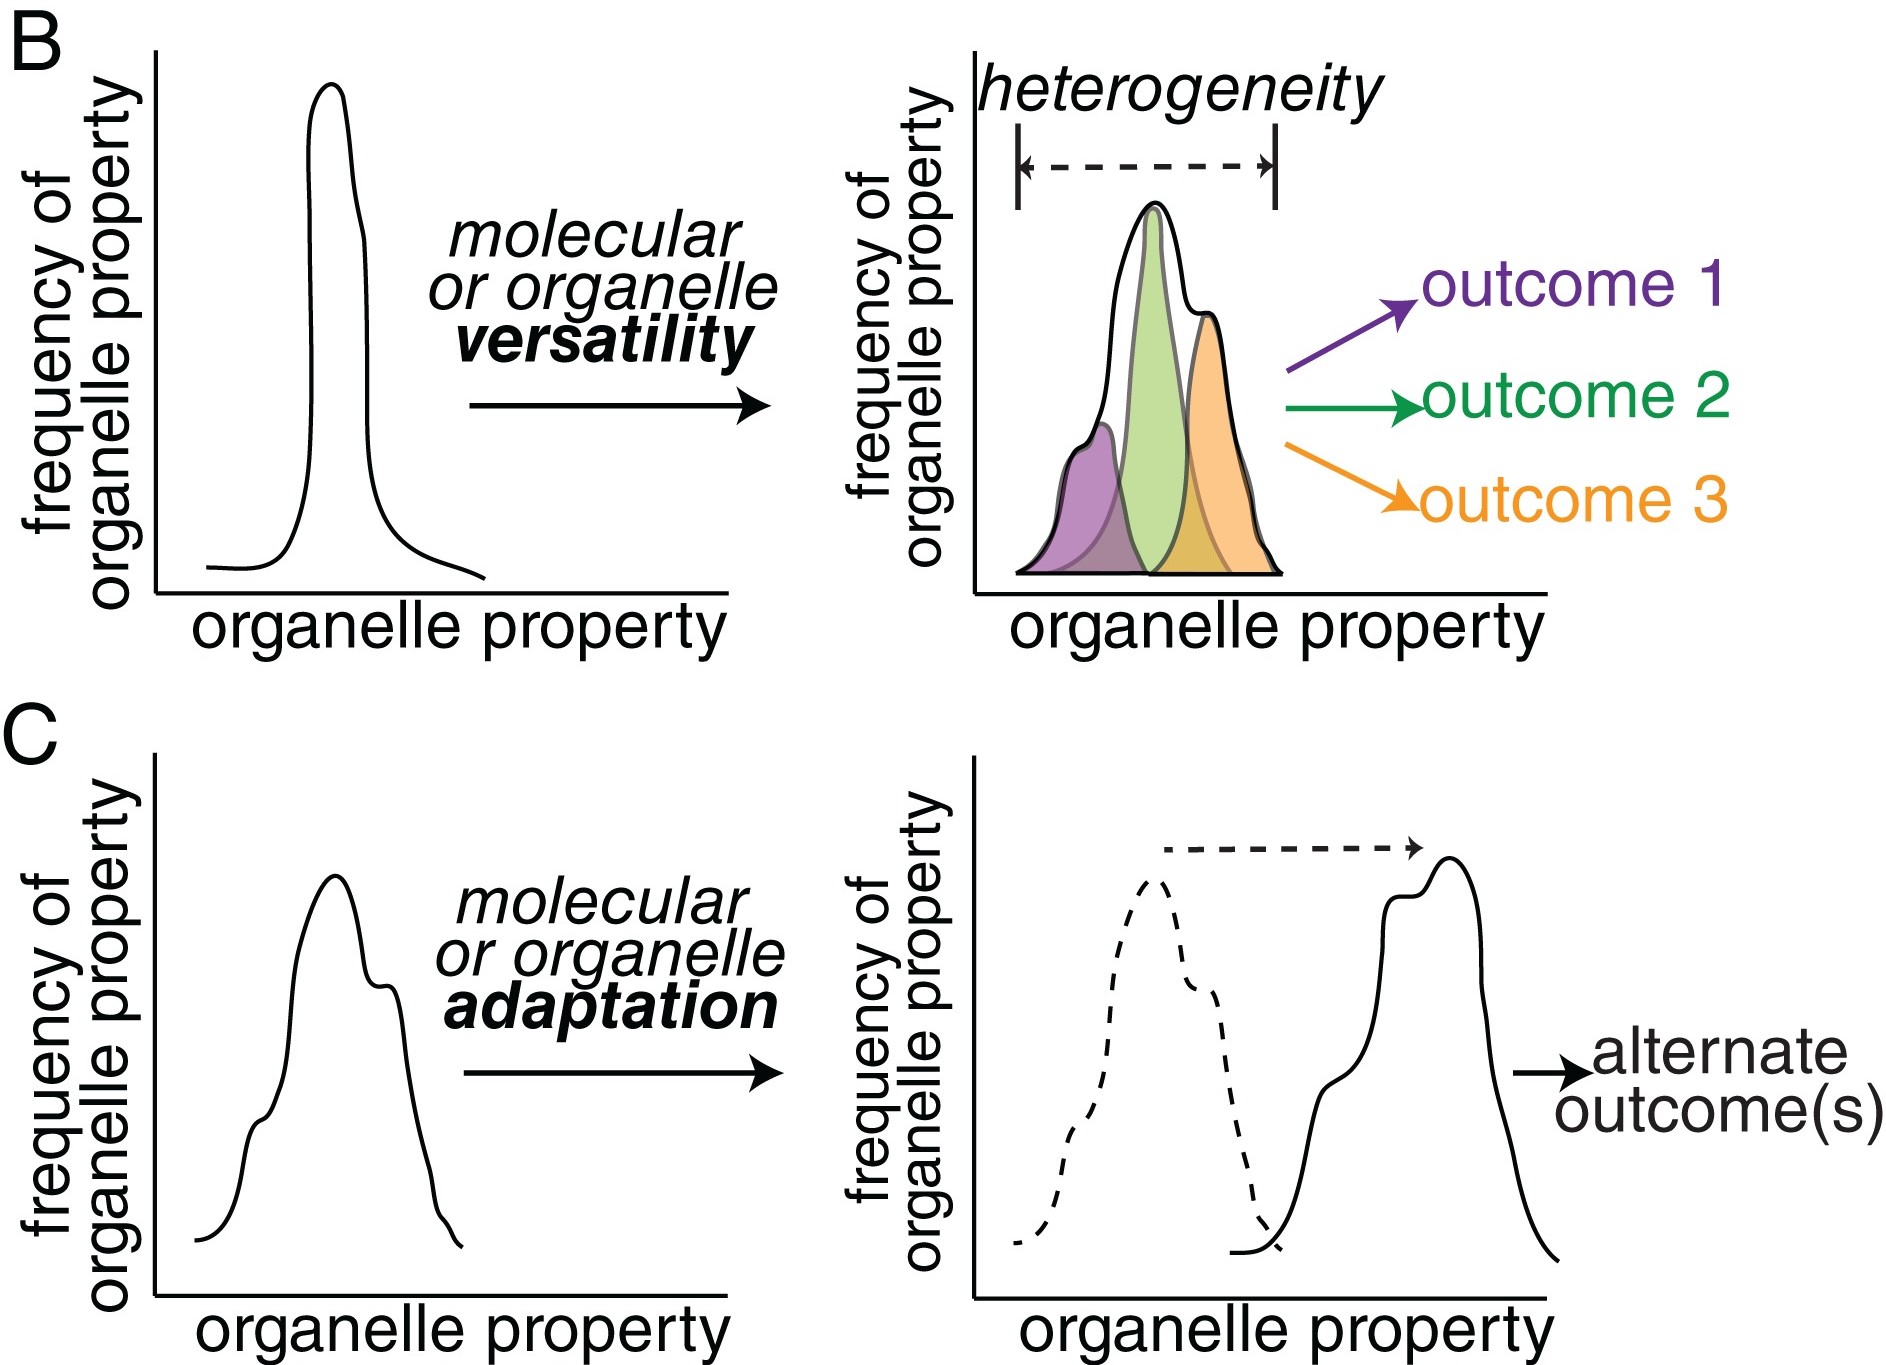 B
frequency of
organelle property
molecular
or organelle
versatility
organelle property
frequency of
organelle property
heterogeneity
outcome 1
outcome 2
outcome 3
organelle property
C
frequency of
organelle property
molecular
or organelle
adaptation
organelle property
frequency of
organelle property
alternate
outcome(s)
organelle property